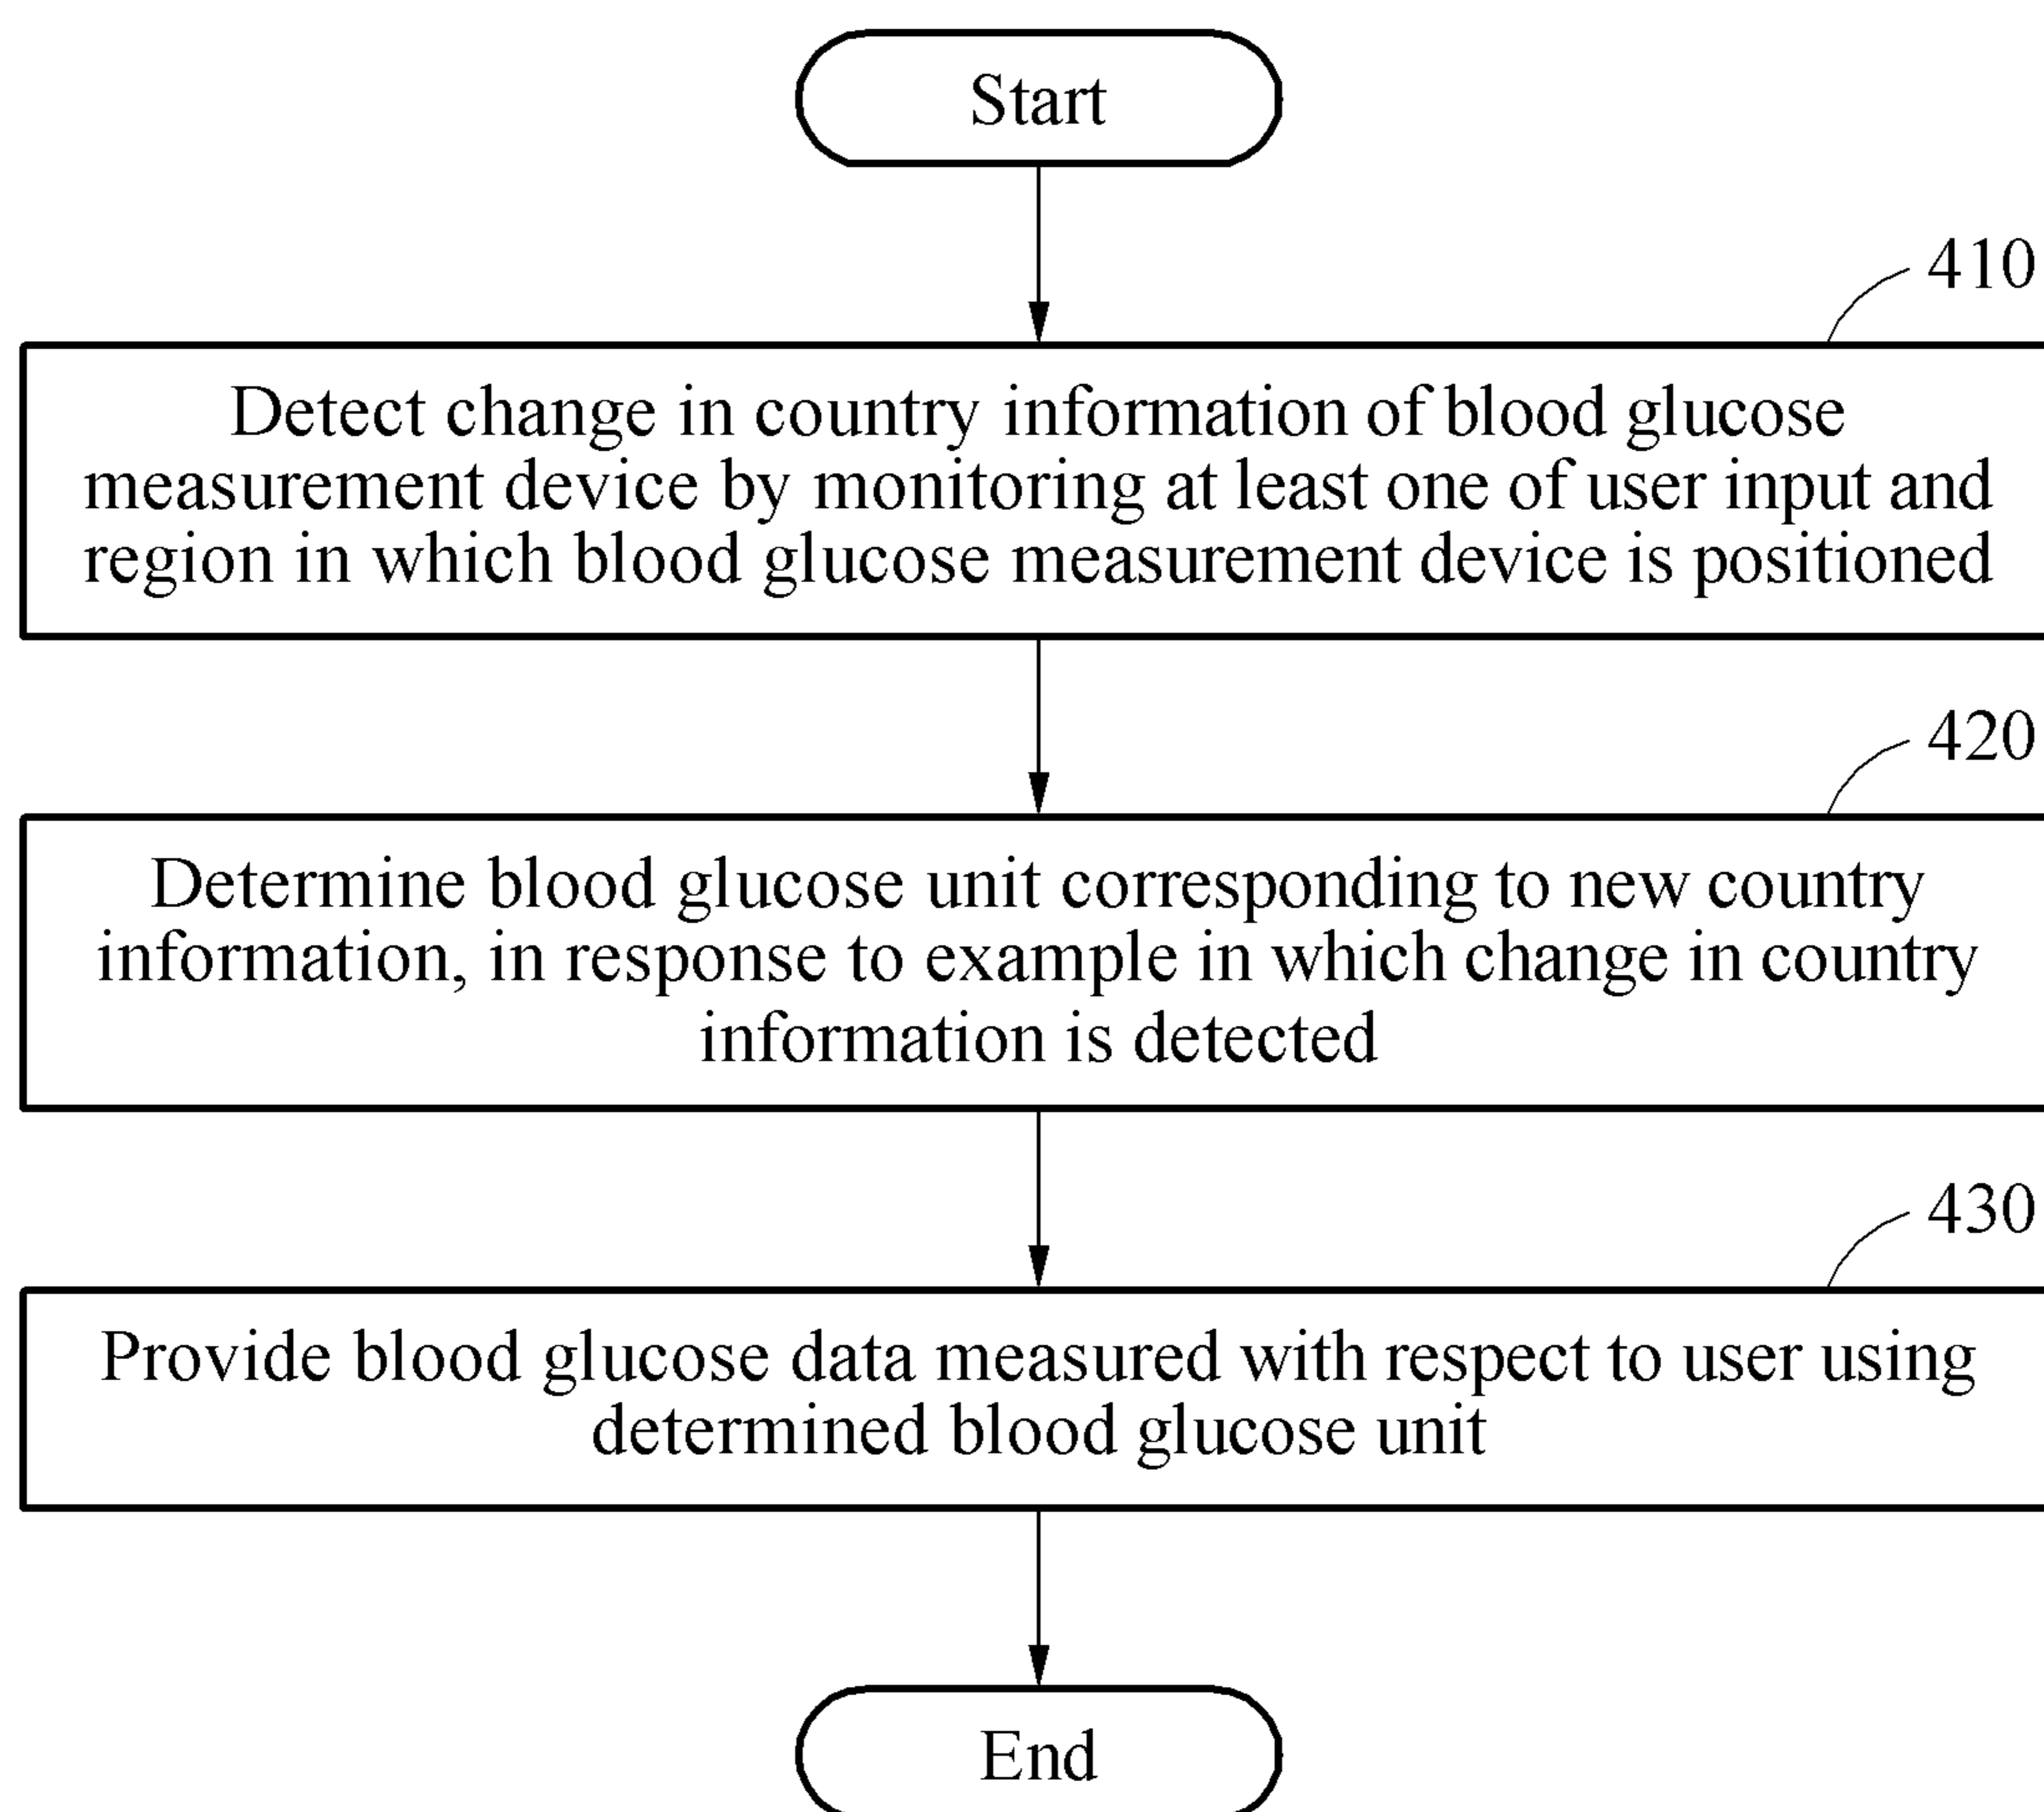 Start
410
Detect change in country information of blood glucose
measurement device by monitoring at least one of user input and
region in which blood glucose measurement device is positioned
420
Determine blood glucose unit corresponding to new country
information, in response to example in which change in country
information is detected
430
Provide blood glucose data measured with respect to user using
determined blood glucose unit
End